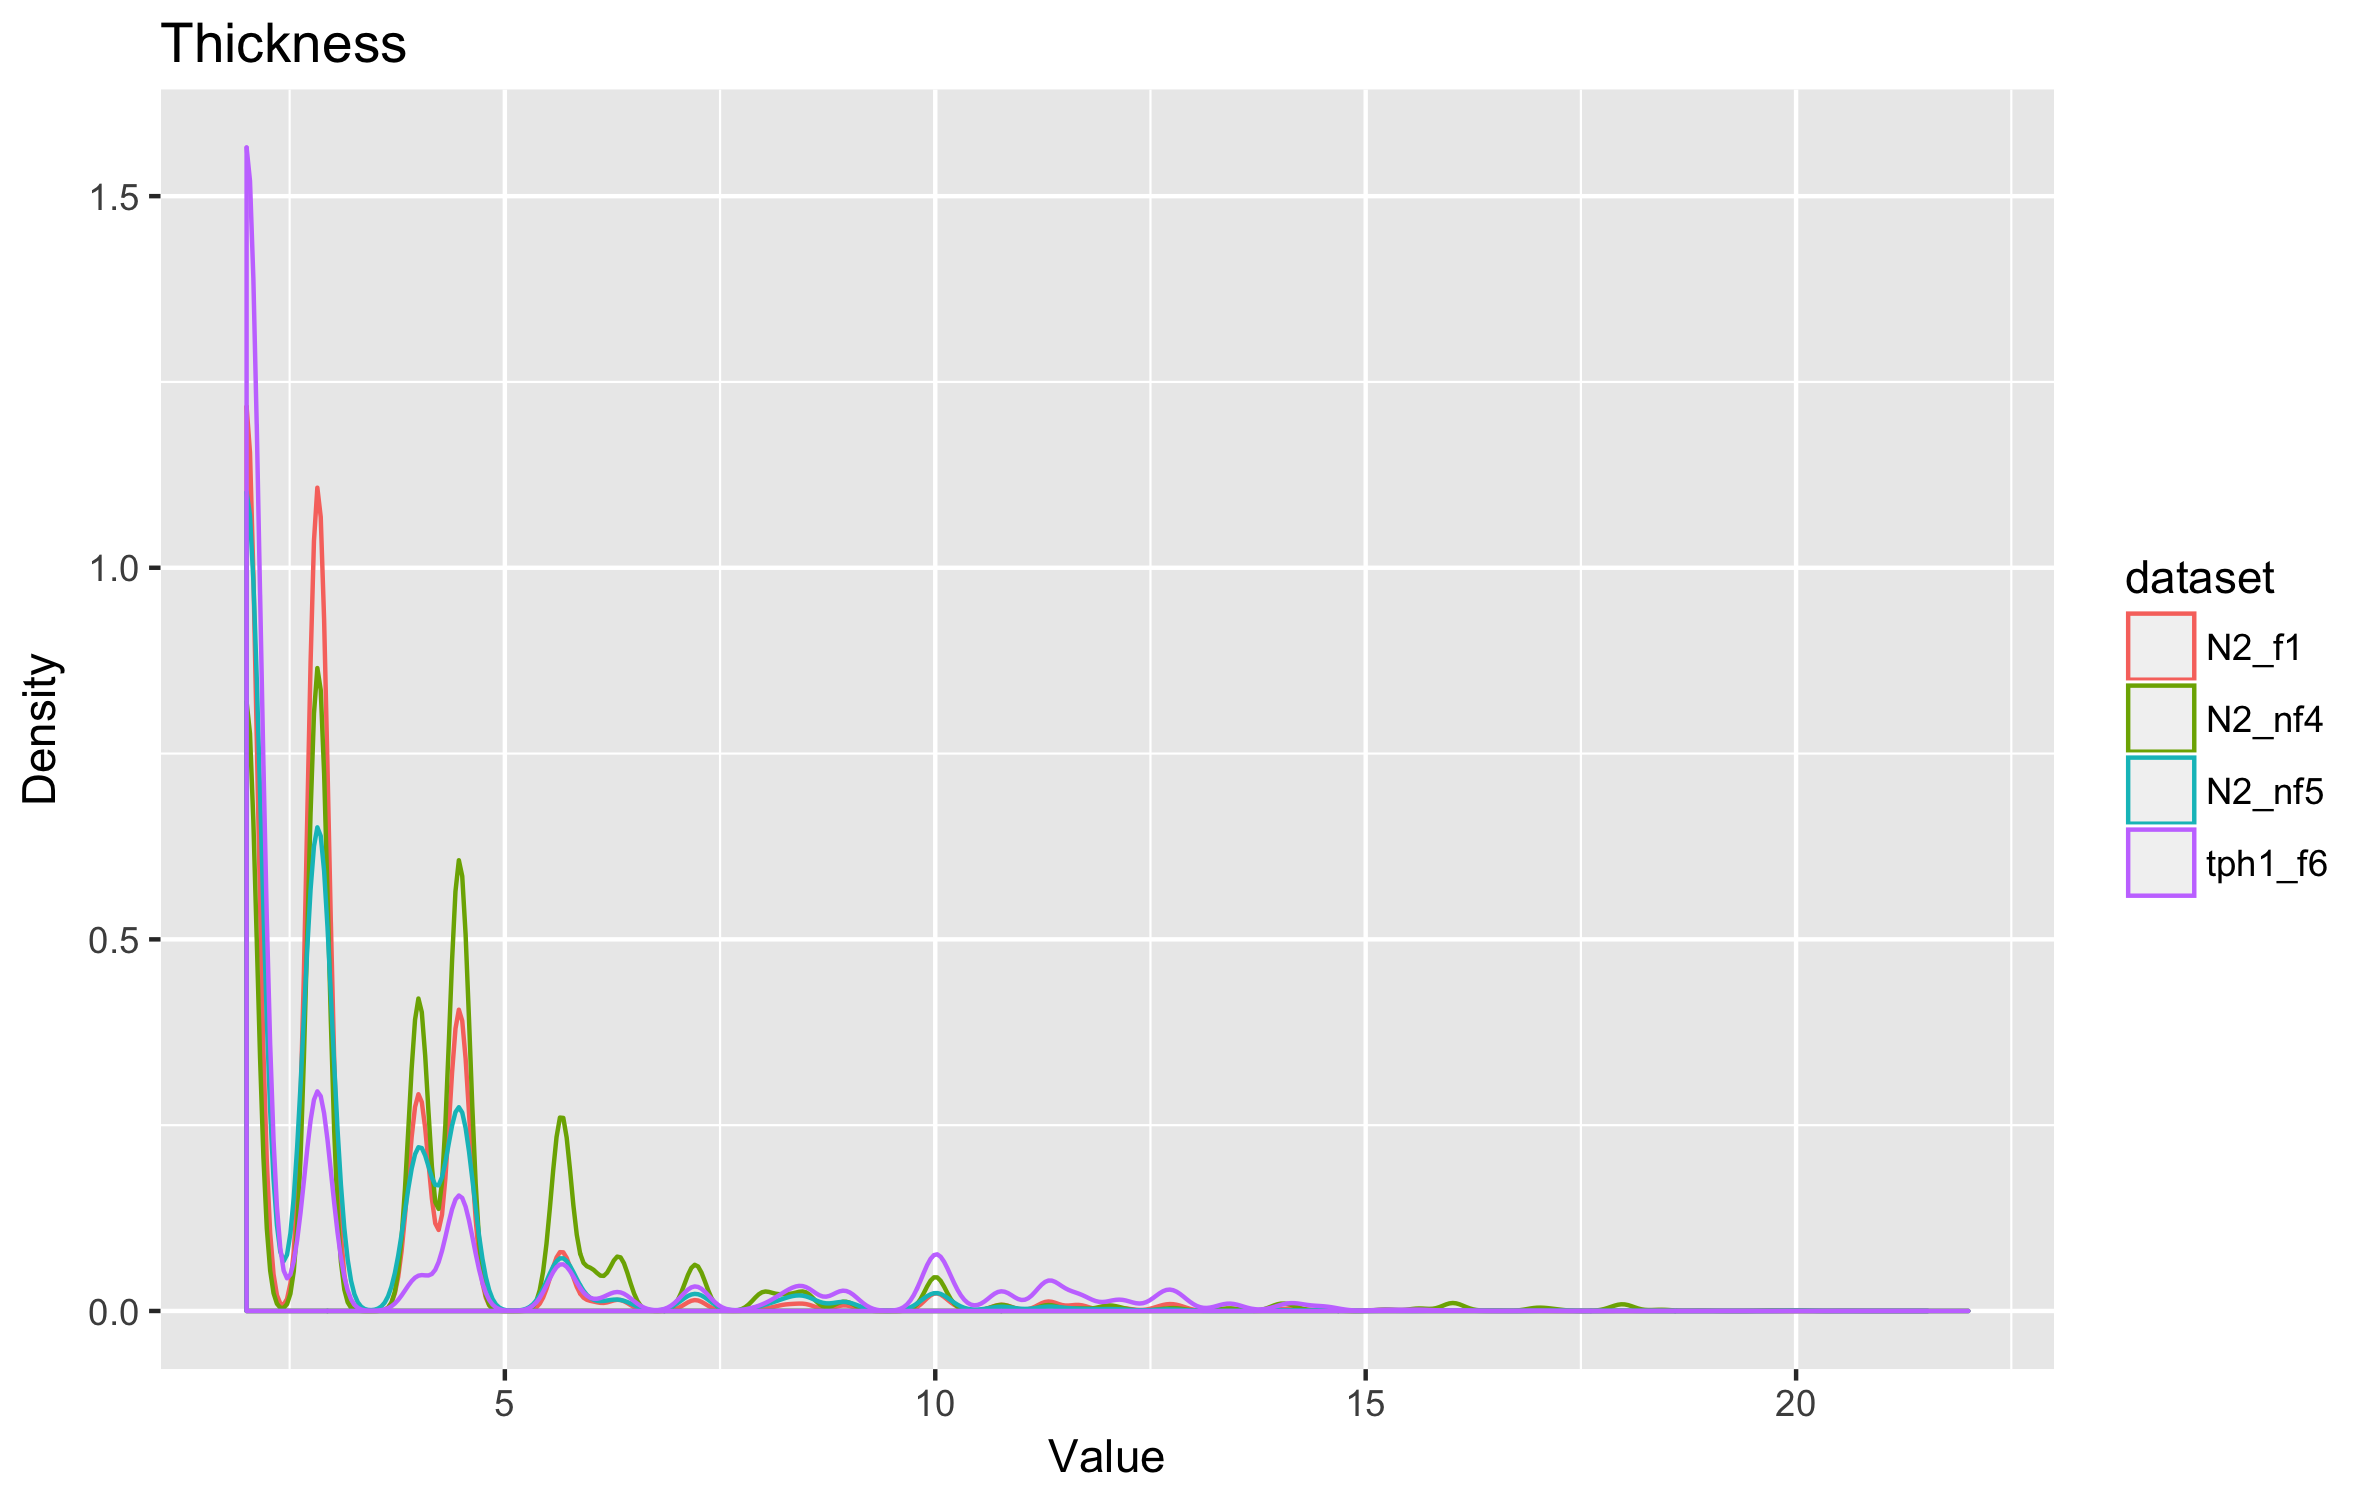 Thickness
1.5
1.0
0.5
0.0
Density
5
10
15
20
Value
dataset
N2_f1
N2_nf4
N2_nf5
tph1_f6